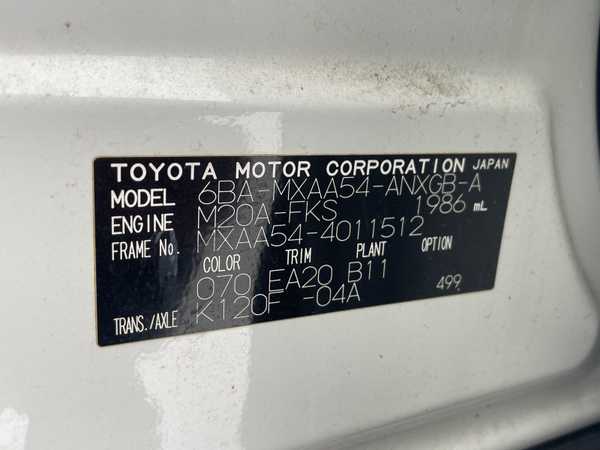 TOYOTA MOTOR CORPORATION JAPAN
MODEL 6BA-MXAA54-ANXGB-A
ENGINE M20A-FKS 1986 mL
FRAME No. MXAA54-4011512
COLOR TRIM PLANT OPTION
070 EA20 B11
TRANS./AXLE K120F -04A 499